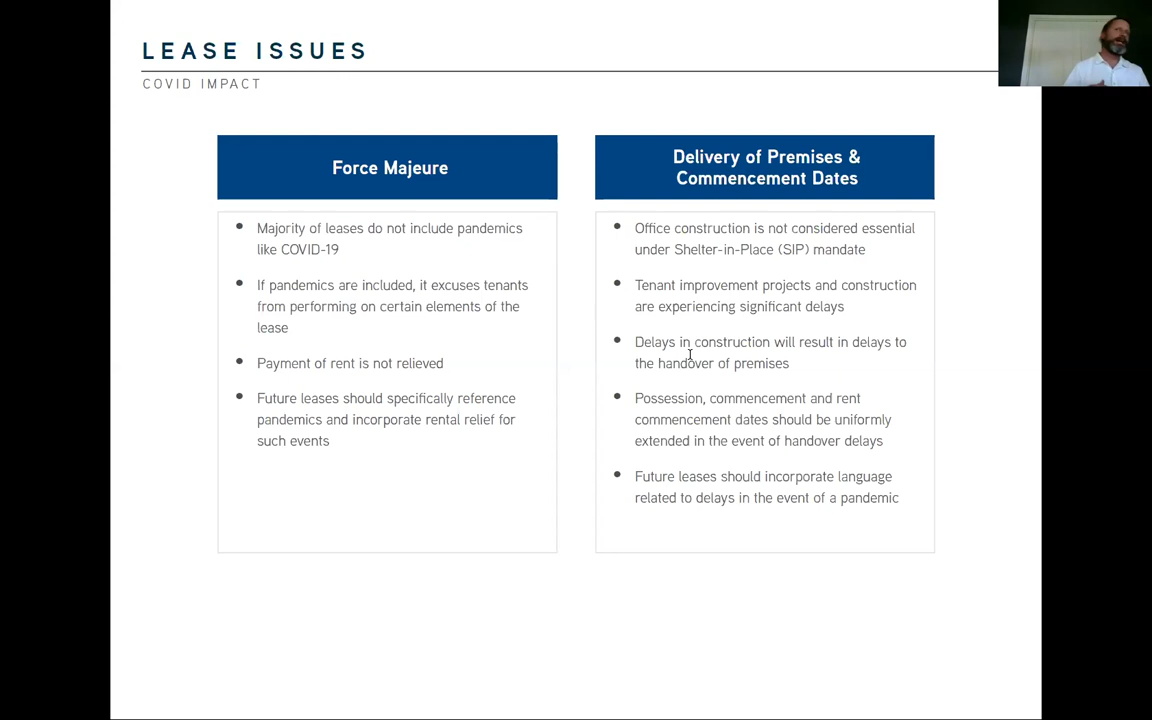 LEASE ISSUES
COVID IMPACT
Force Majeure
Majority of leases do not include pandemics
like COVID-19
If pandemics are included, it excuses tenants
from performing on certain elements of the
lease
Payment of rent is not relieved
Future leases should specifically reference
pandemics and incorporate rental relief for
such events
Delivery of Premises &
Commencement Dates
Office construction is not considered essential
under Shelter-in-Place (SIP) mandate
Tenant improvement projects and construction
are experiencing significant delays
Delays in construction will result in delays to
the handover of premises
Possession, commencement and rent
commencement dates should be uniformly
extended in the event of handover delays
Future leases should incorporate language
related to delays in the event of a pandemic